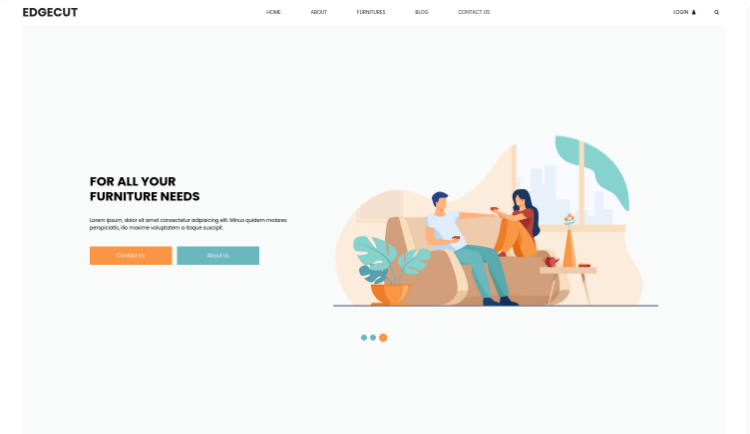 EDGECUT
HOME ABOUT FURNITURES BLOG CONTACT US LOGIN
FOR ALL YOUR
FURNITURE NEEDS
Lorem ipsum, dolor sit amet consectetur adipisicing elit. Minus quidem maiores
perspiciatis, illo maxime voluptatem a itaque suscipit.
Contact Us About Us